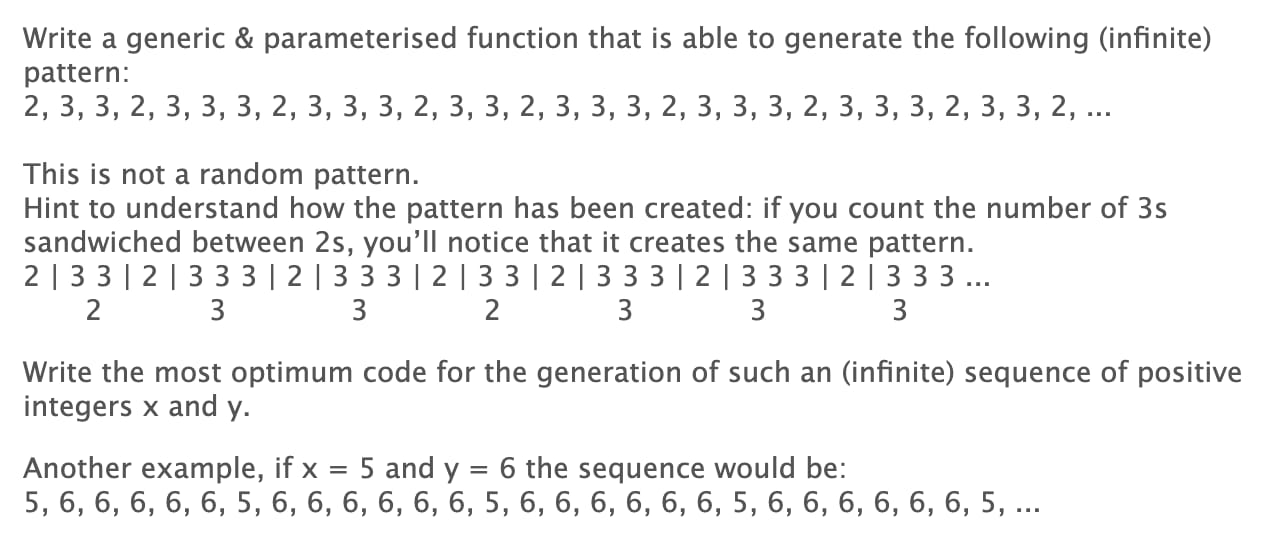 Write a generic & parameterised function that is able to generate the following (infinite)
pattern:
2, 3, 3, 2, 3, 3, 3, 2, 3, 3, 3, 2, 3, 3, 2, 3, 3, 3, 2, 3, 3, 3, 2, 3, 3, 3, 2, 3, 3, 2, ...
This is not a random pattern.
Hint to understand how the pattern has been created: if you count the number of 3s
sandwiched between 2s, you’ll notice that it creates the same pattern.
2 | 3 3 | 2 | 3 3 3 | 2 | 3 3 3 | 2 | 3 3 | 2 | 3 3 3 | 2 | 3 3 3 | 2 | 3 3 3 ...
2 3 3 2 3 3 3
Write the most optimum code for the generation of such an (infinite) sequence of positive
integers x and y.
Another example, if x = 5 and y = 6 the sequence would be:
5, 6, 6, 6, 6, 6, 5, 6, 6, 6, 6, 6, 6, 5, 6, 6, 6, 6, 6, 6, 5, 6, 6, 6, 6, 6, 6, 5, ...